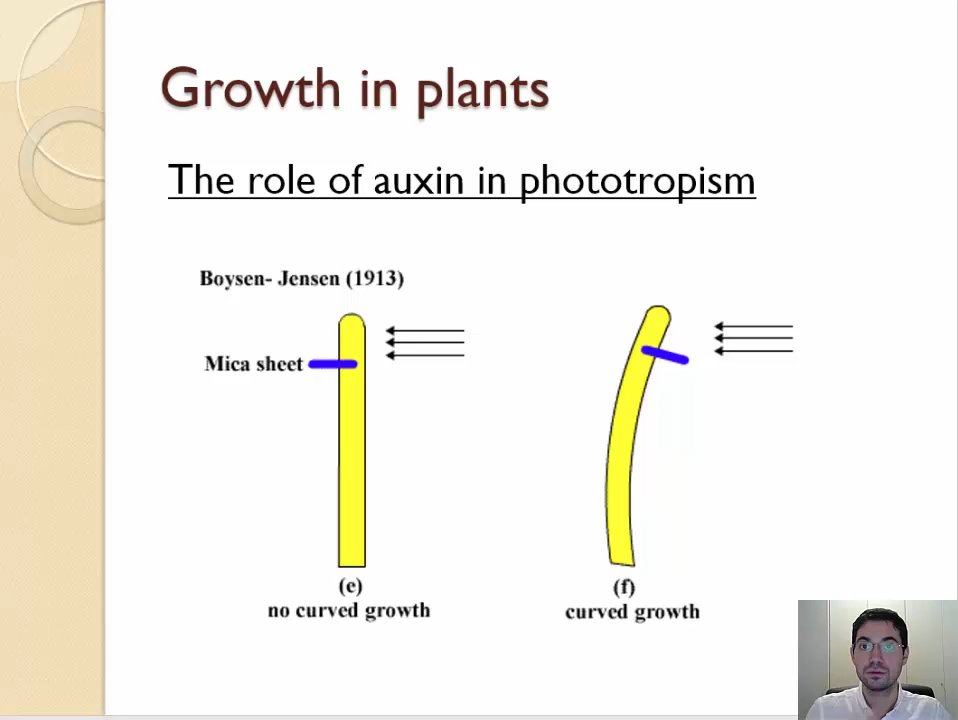 Growth in plants
The role of auxin in phototropism
Boysen- Jensen (1913)
Mica sheet
(e)
no curved growth
(f)
curved growth